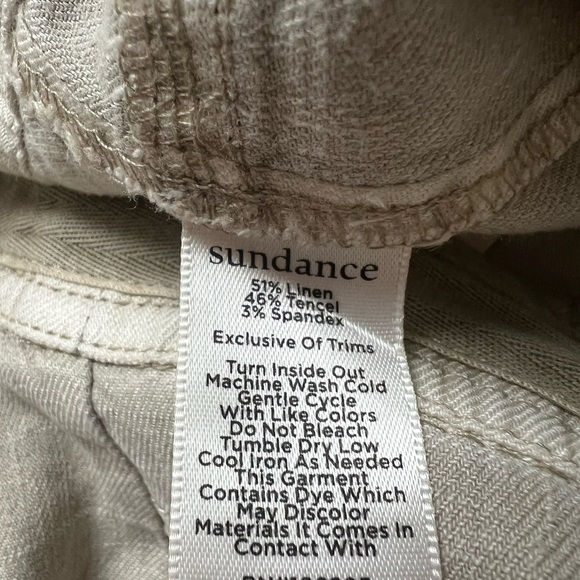 sundance
51% Linen
46% Tencel
3% Spandex
Exclusive Of Trims
Turn Inside Out
Machine Wash Cold
Gentle Cycle
With Like Colors
Do Not Bleach
Tumble Dry Low
Cool Iron As Needed
This Garment
Contains Dye Which
May Discolor
Materials It Comes In
Contact With